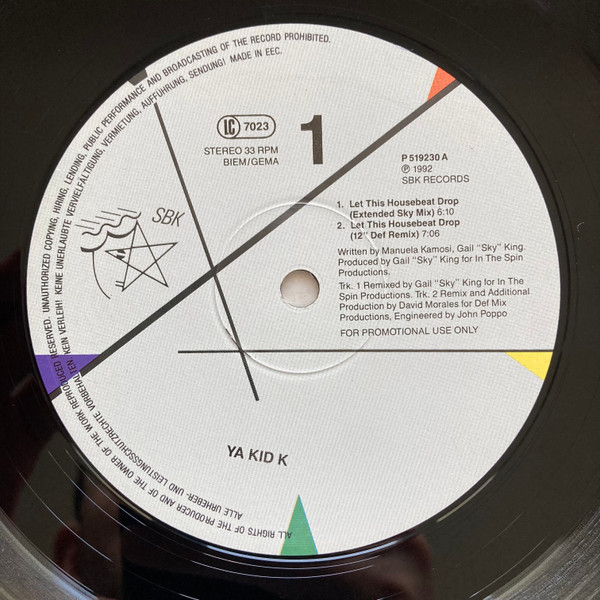 ALL RIGHTS OF THE PRODUCER AND OF THE OWNER OF THE WORK REPRODUCED RESERVED. UNAUTHORIZED COPYING, HIRING, LENDING, PUBLIC PERFORMANCE AND BROADCASTING OF THE RECORD PROHIBITED.
ALLE URHEBER- UND LEISTUNGSSCHUTZRECHTE VORBEHALTEN KEIN VERLEIH! KEINE UNERLAUBTE VERVIELFÄLTIGUNG, VERMIETUNG, AUFFÜHRUNG, SENDUNG! MADE IN EEC.
LC 7023
STEREO 33 RPM
BIEM/GEMA
1
P 519230 A
℗ 1992
SBK RECORDS
SBK
1. Let This Housebeat Drop
(Extended Sky Mix) 6:10
2. Let This Housebeat Drop
(12" Def Remix) 7:06
Written by Manuela Kamosi, Gail "Sky" King.
Produced by Gail "Sky" King for In The Spin
Productions.
Trk. 1 Remixed by Gail "Sky" King for In The
Spin Productions. Trk. 2 Remix and Additional
Production by David Morales for Def Mix
Productions, Engineered by John Poppo
FOR PROMOTIONAL USE ONLY
YA KID K